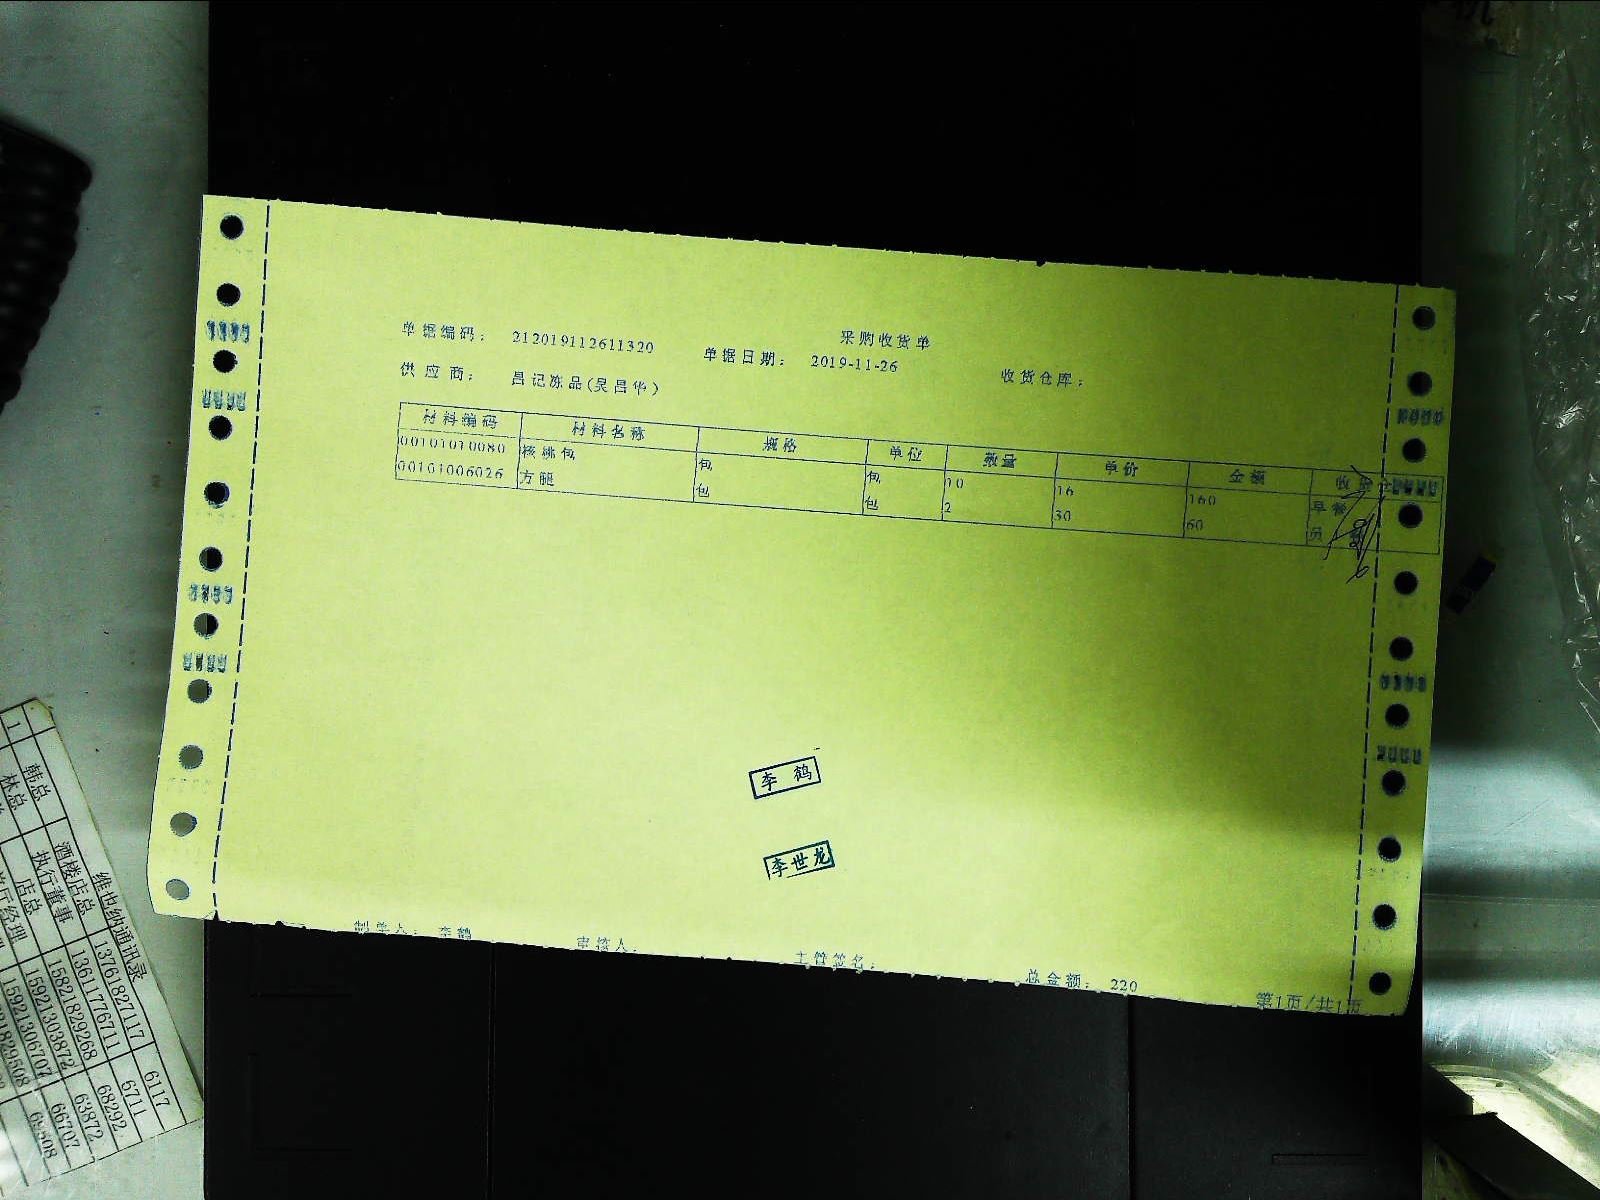 采购收货单
单据编码： 212019112611320 单据日期： 2019-11-26 收货仓库：
供应商： 昌记冻品(吴昌华)
材料编码 材料名称 规格 单位 数量 单价 金额 收
00101010080 核桃包 包 包 10 16 160 早餐
00101006026 方腿 包 包 2 30 60 员
李 鹤
李世龙
制单人： 李鹤 审核人： 主管签名： 总金额： 220
第1页/共1页
维也纳通讯录
韩总 酒楼店总 13761827117 6117
林总 执行董事 13611776711 6711
店总 15821829268 68292
15921303872 63872
15921306707 66707
69508